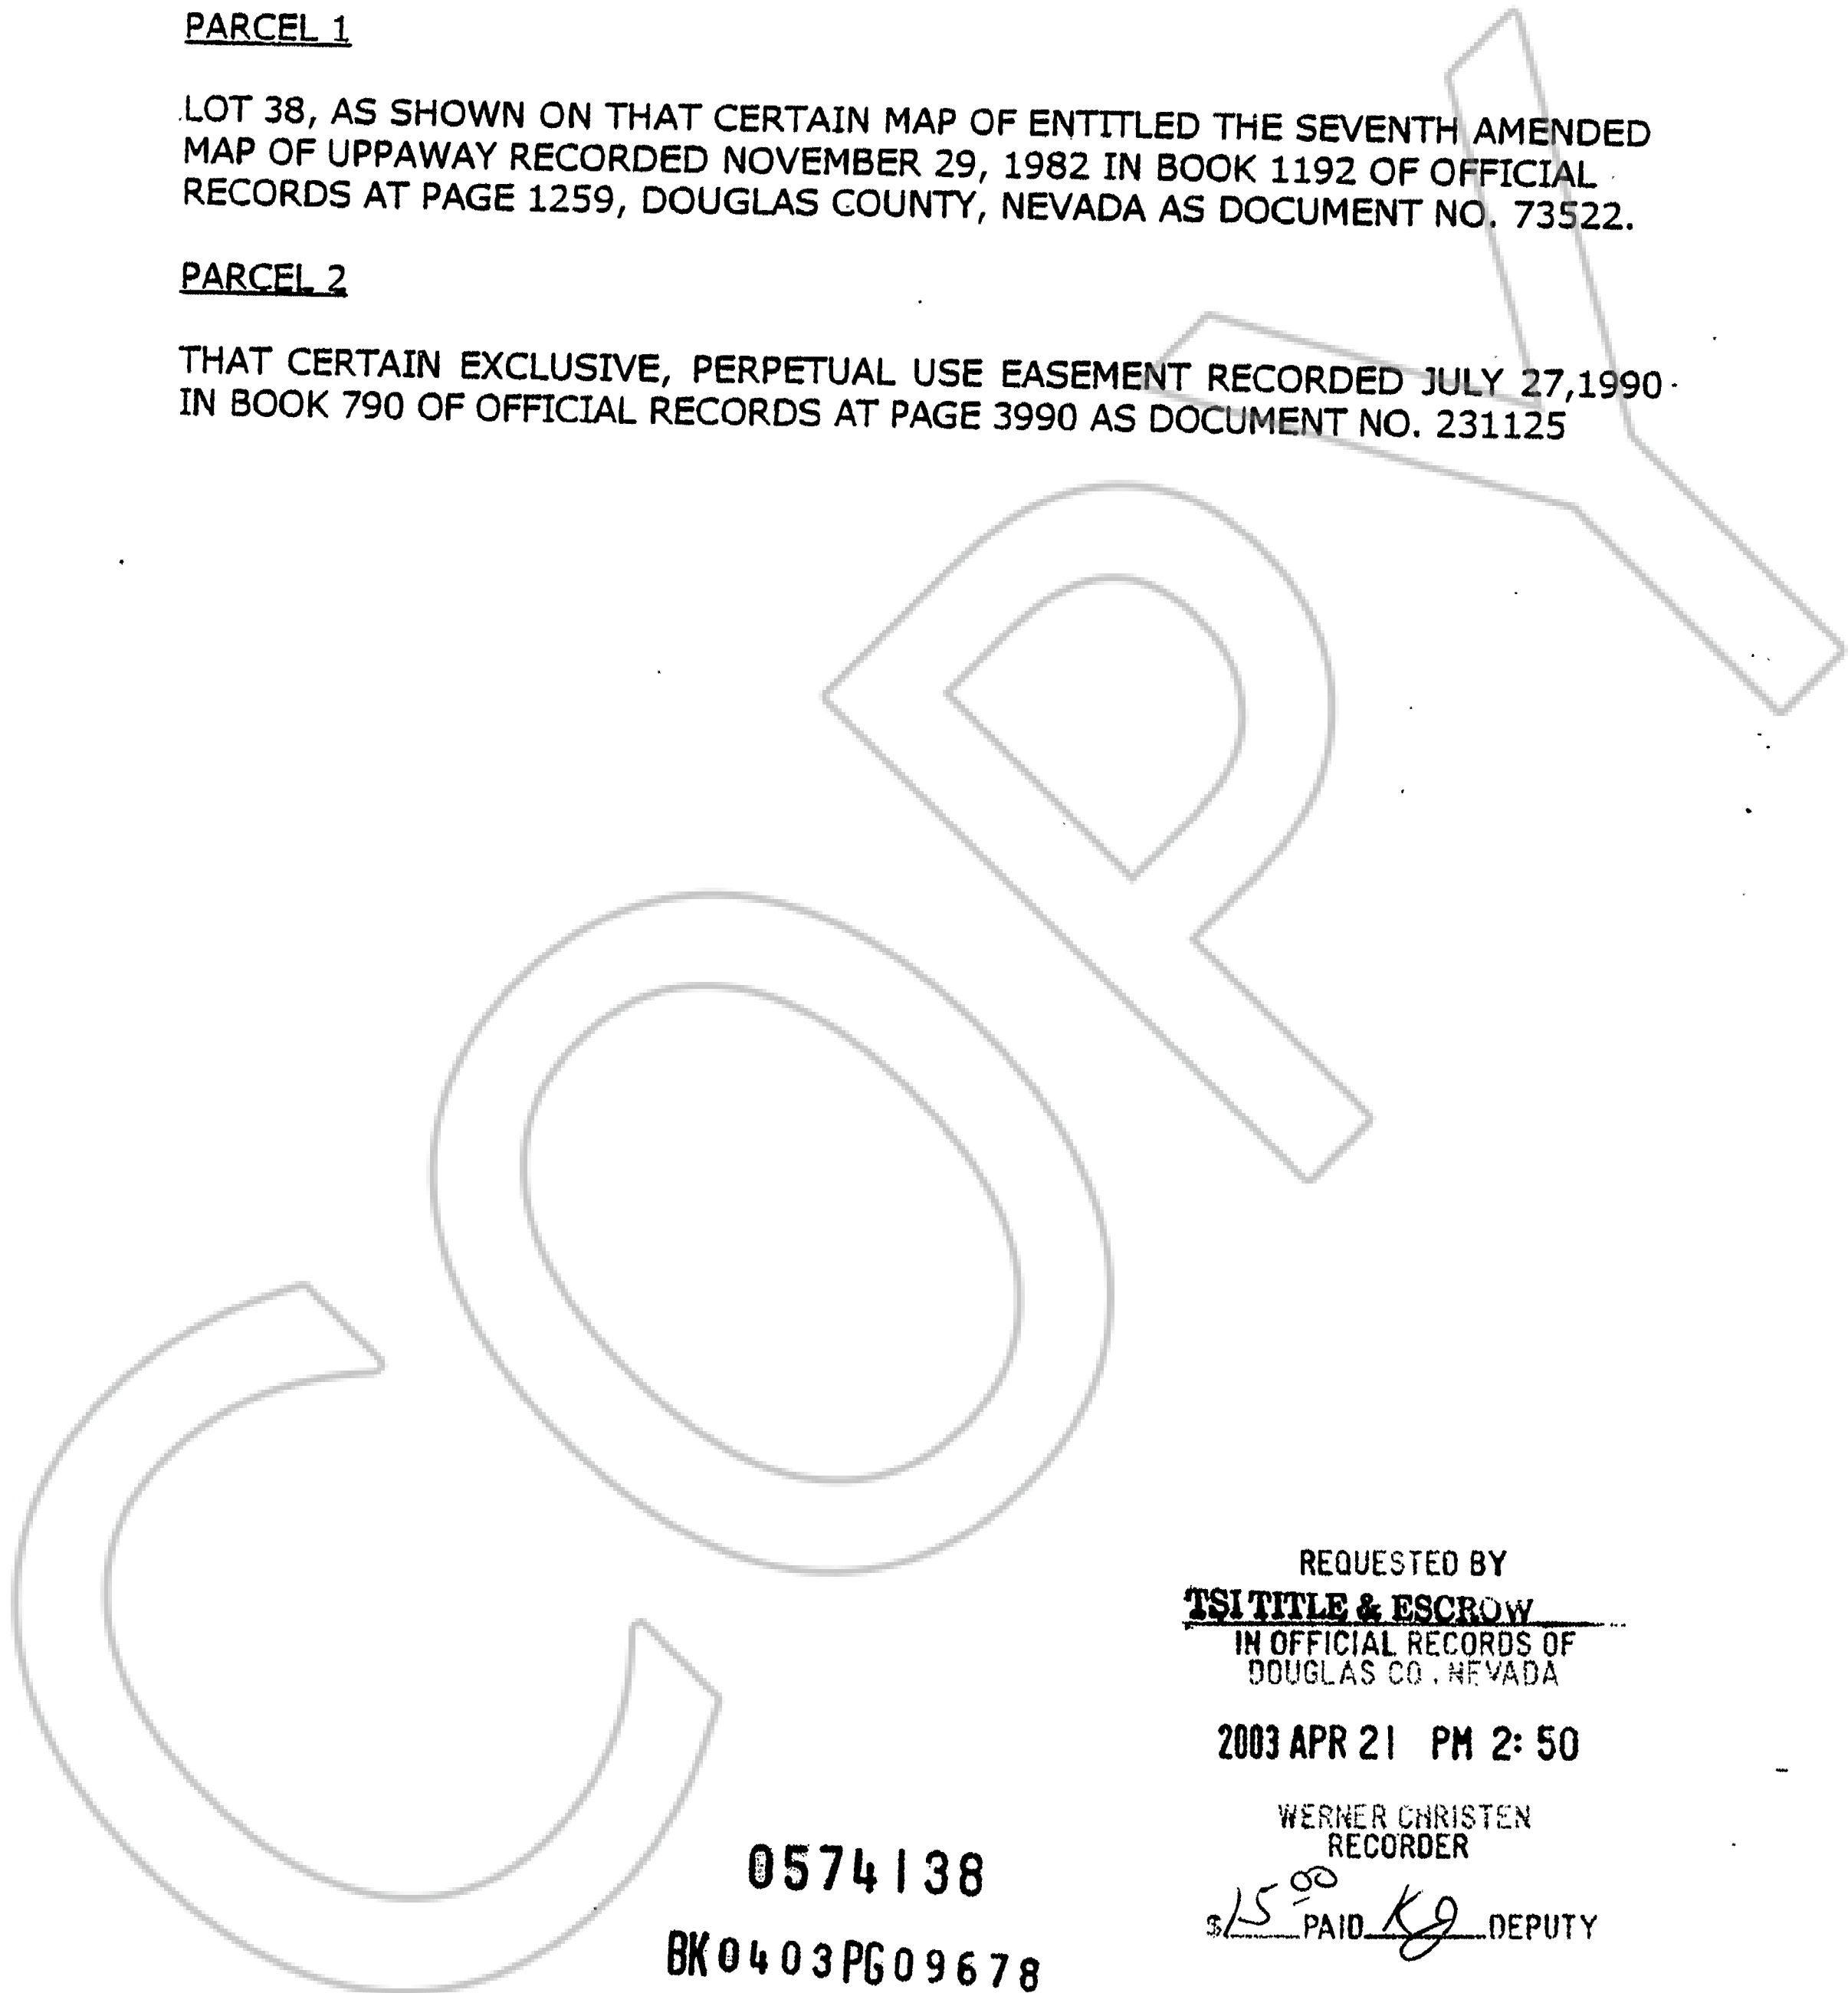 PARCEL 1
LOT 38, AS SHOWN ON THAT CERTAIN MAP OF ENTITLED THE SEVENTH AMENDED
MAP OF UPPAWAY RECORDED NOVEMBER 29, 1982 IN BOOK 1192 OF OFFICIAL
RECORDS AT PAGE 1259, DOUGLAS COUNTY, NEVADA AS DOCUMENT NO. 73522.
PARCEL 2
THAT CERTAIN EXCLUSIVE, PERPETUAL USE EASEMENT RECORDED JULY 27,1990
IN BOOK 790 OF OFFICIAL RECORDS AT PAGE 3990 AS DOCUMENT NO. 231125
COPY
REQUESTED BY
TSI TITLE & ESCROW
IN OFFICIAL RECORDS OF
DOUGLAS CO., NEVADA
2003 APR 21 PM 2:50
WERNER CHRISTEN
RECORDER
$15.00 PAID KJ DEPUTY
0574138
BK0403PG09678